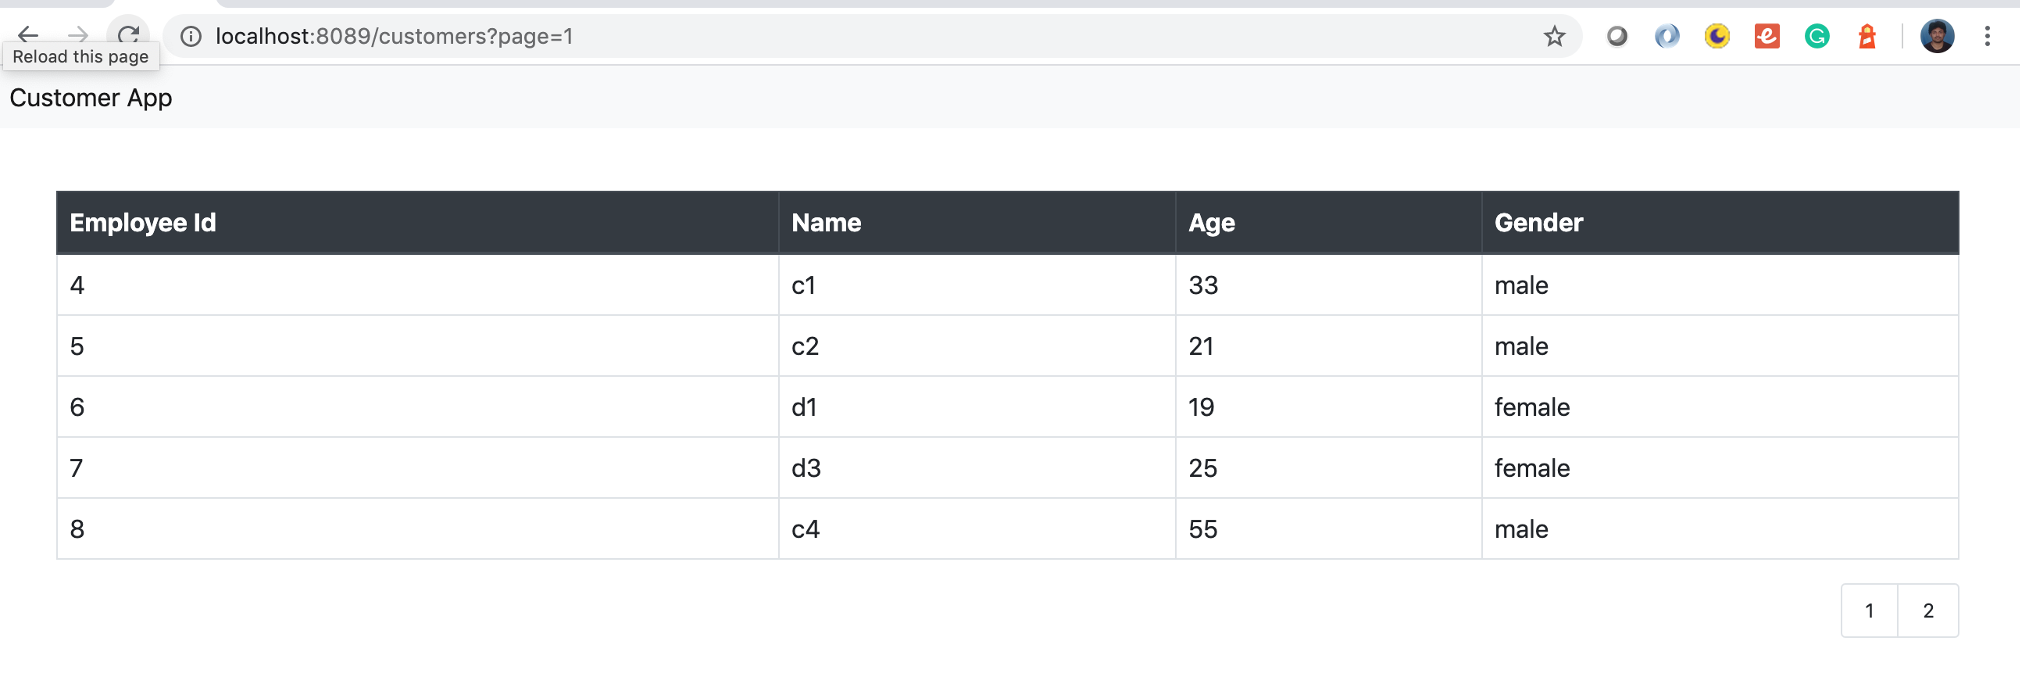 localhost:8089/customers?page=1
Reload this page
Customer App
Employee Id Name Age Gender
4 c1 33 male
5 c2 21 male
6 d1 19 female
7 d3 25 female
8 c4 55 male
1 2